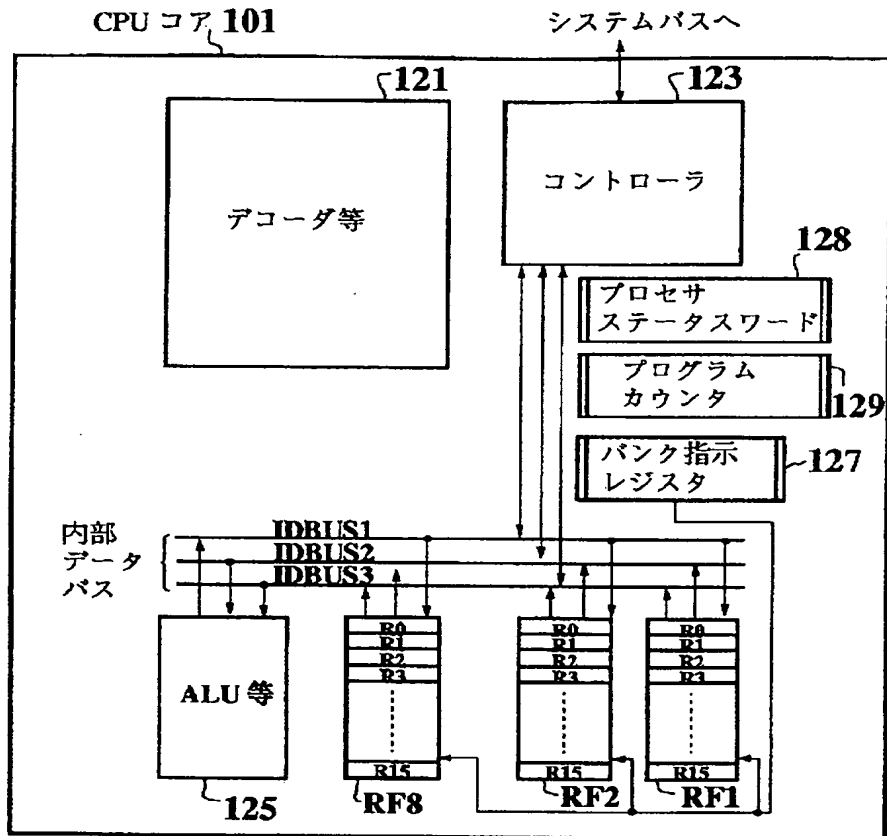 CPU コア 101
システムバスへ
121
デコーダ等
123
コントローラ
128
プロセサ
ステータスワード
プログラム
カウンタ
129
バンク指示
レジスタ
127
内部
データ
バス
IDBUS1
IDBUS2
IDBUS3
ALU 等
125
R0
R1
R2
R3
R15
RF8
R0
R1
R2
R3
R15
RF2
R0
R1
R2
R3
R15
RF1